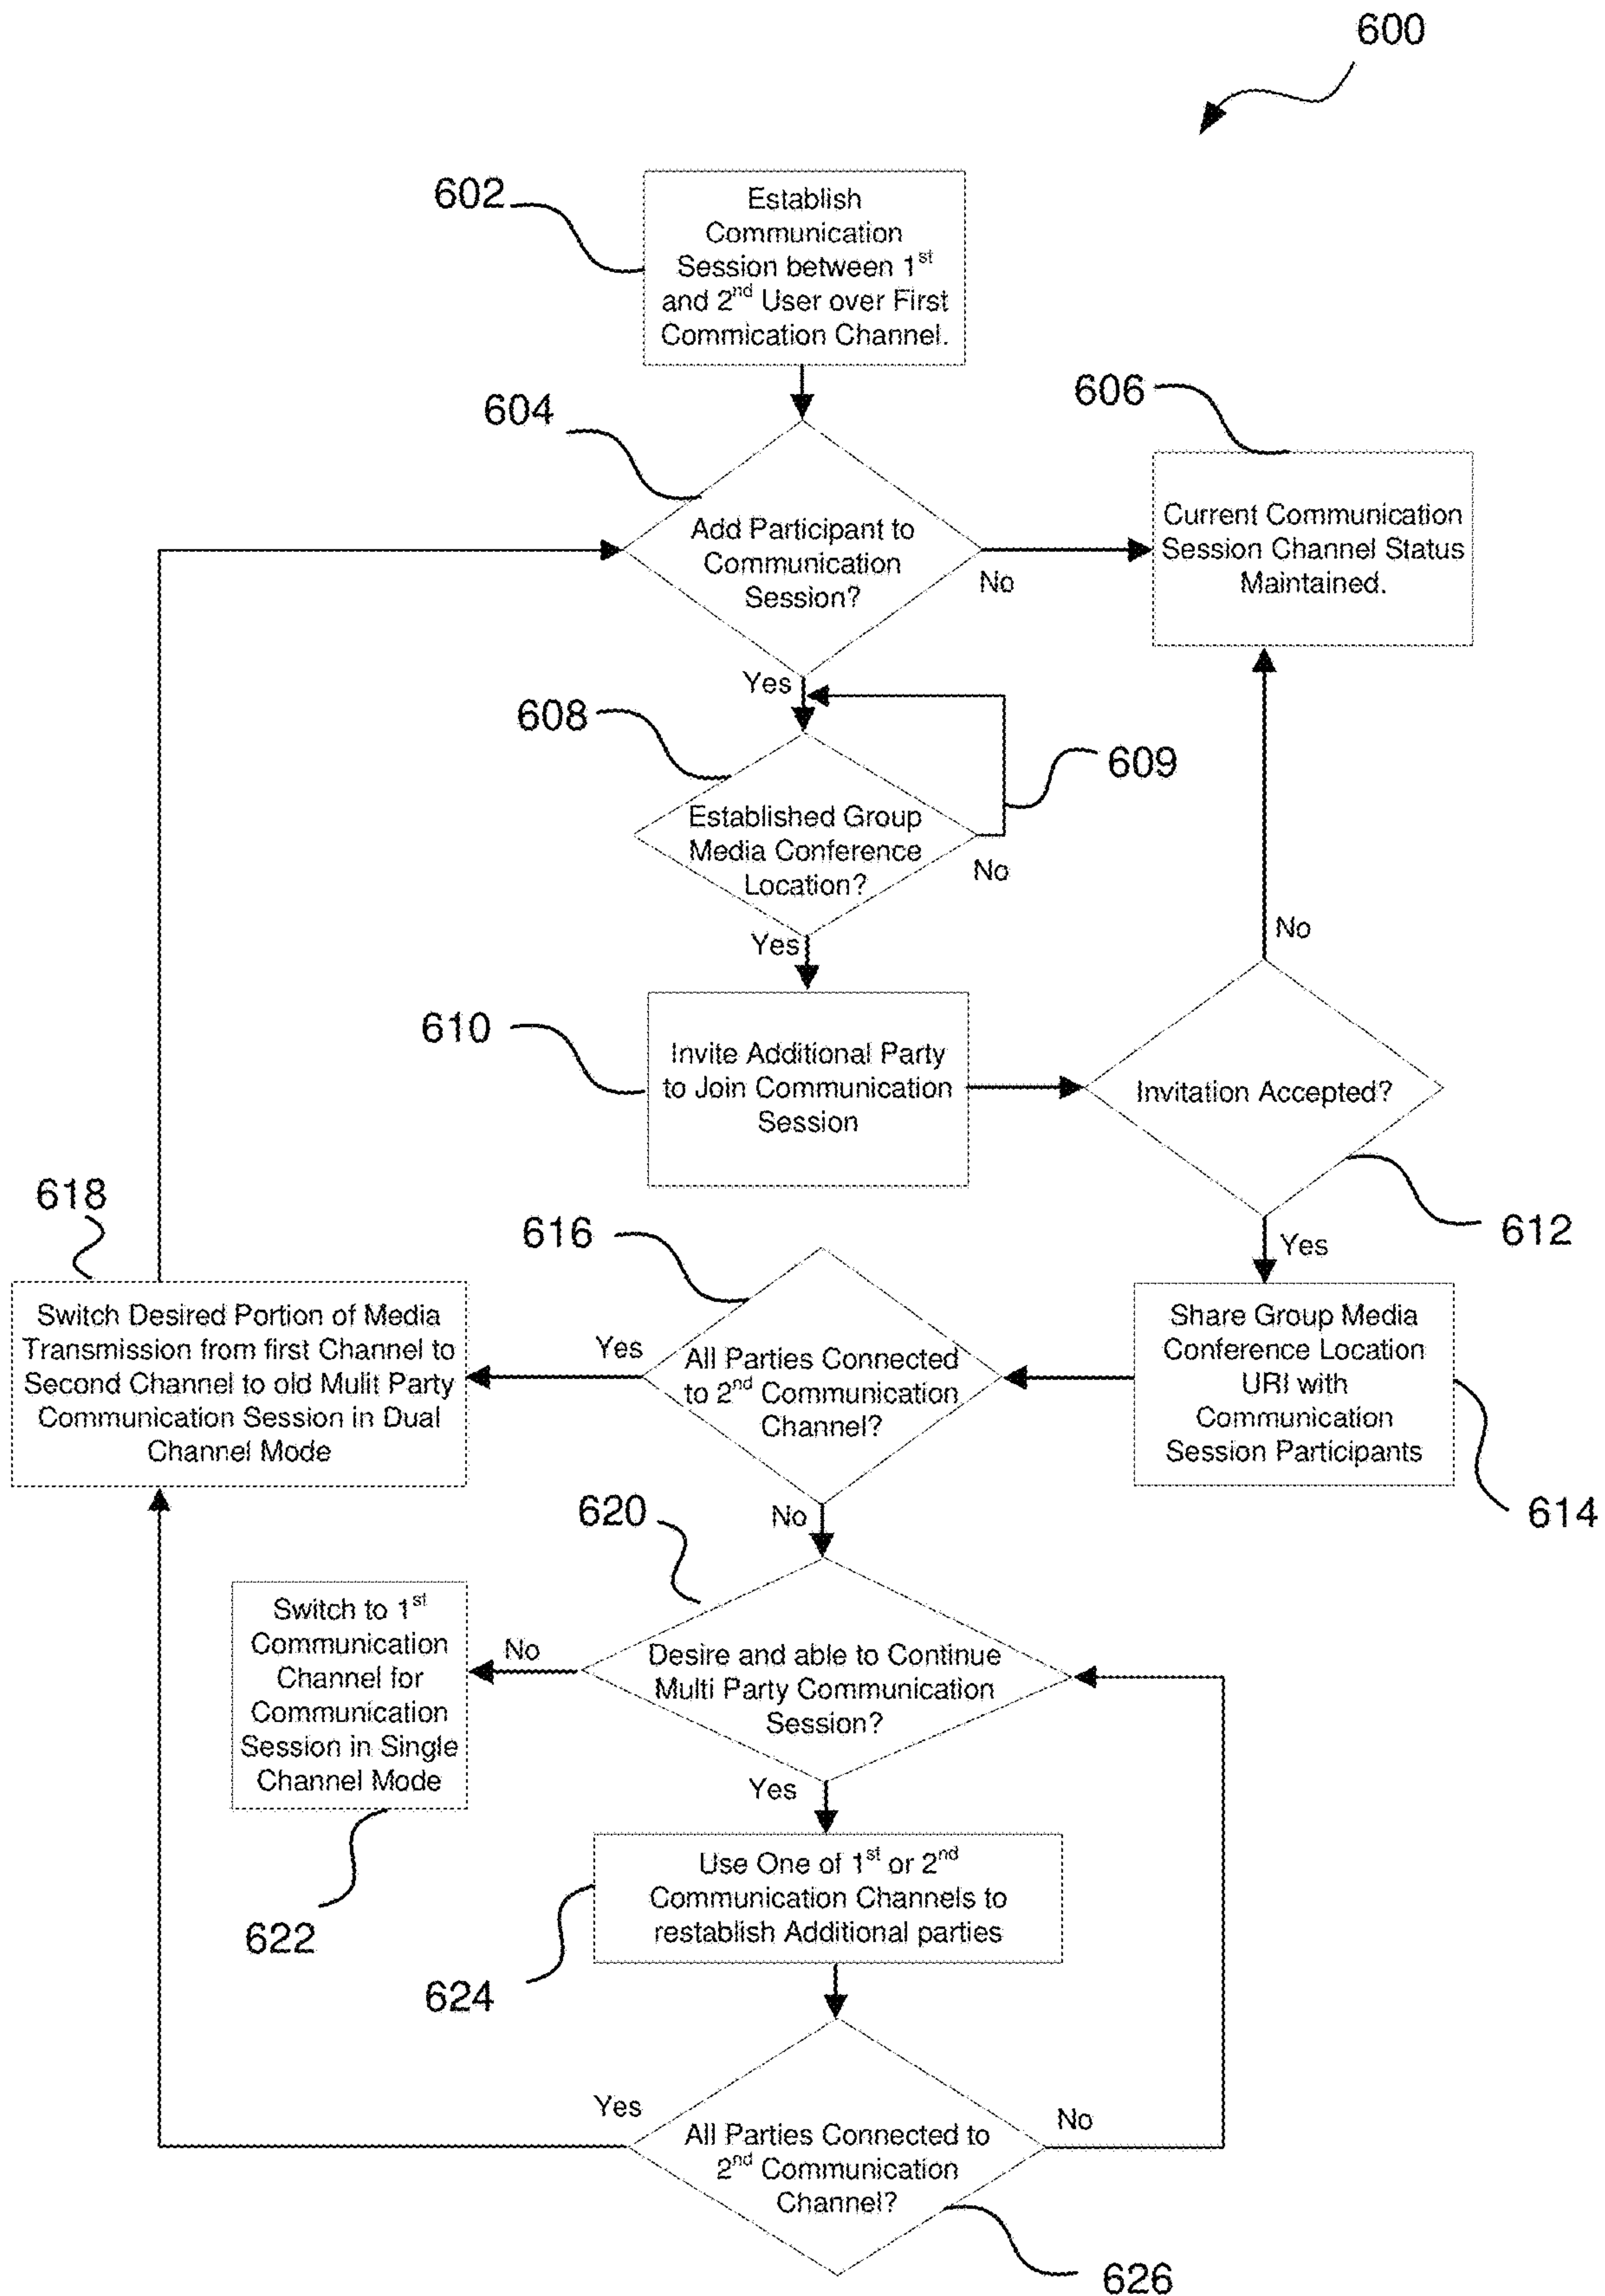 600
602
Establish
Communication
Session between 1st
and 2nd User over First
Commication Channel.
604
606
Add Participant to
Communication
Session?
No
Current Communication
Session Channel Status
Maintained.
Yes
608
609
Established Group
Media Conference
Location?
No
Yes
No
610
Invite Additional Party
to Join Communication
Session
Invitation Accepted?
612
Yes
618
616
Switch Desired Portion of Media
Transmission from first Channel to
Second Channel to old Mulit Party
Communication Session in Dual
Channel Mode
Yes
All Parties Connected
to 2nd Communication
Channel?
Share Group Media
Conference Location
URI with
Communication
Session Participants
614
No
620
Switch to 1st
Communication
Channel for
Communication
Session in Single
Channel Mode
No
Desire and able to Continue
Multi Party Communication
Session?
Yes
622
Use One of 1st or 2nd
Communication Channels to
restablish Additional parties
624
Yes
No
All Parties Connected to
2nd Communication
Channel?
626